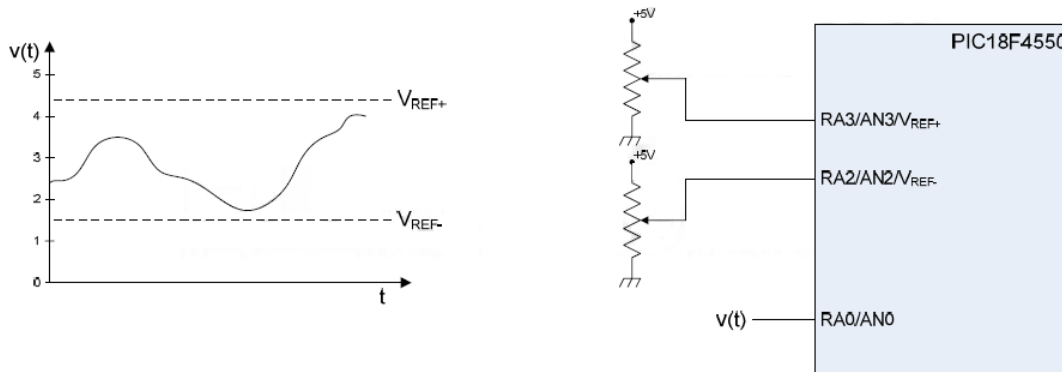 v(t)
5
V_REF+
4
3
2
V_REF-
1
0
t
+5V
PIC18F4550
RA3/AN3/V_REF+
+5V
RA2/AN2/V_REF-
v(t)
RA0/AN0